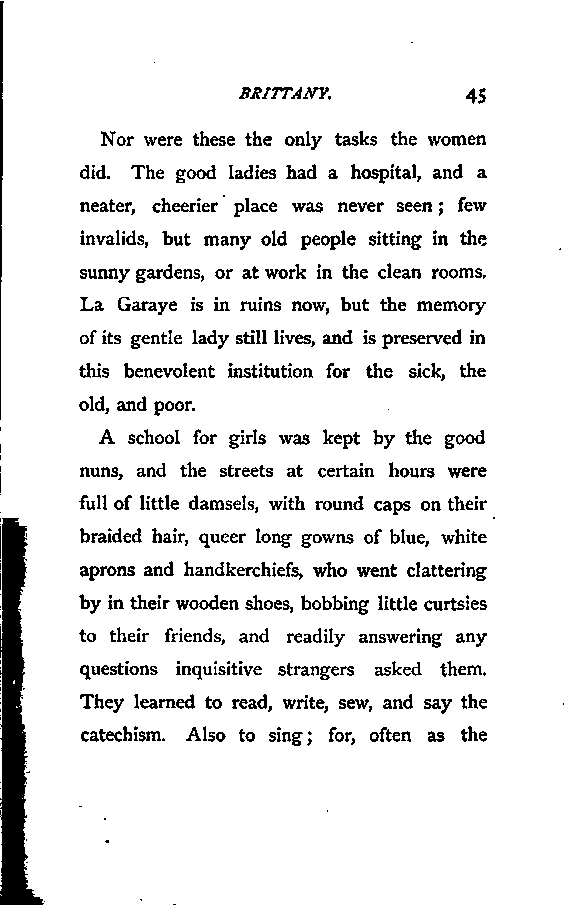 BRITTANY. 45
Nor were these the only tasks the women
did. The good ladies had a hospital, and a
neater, cheerier place was never seen; few
invalids, but many old people sitting in the
sunny gardens, or at work in the clean rooms.
La Garaye is in ruins now, but the memory
of its gentle lady still lives, and is preserved in
this benevolent institution for the sick, the
old, and poor.
A school for girls was kept by the good
nuns, and the streets at certain hours were
full of little damsels, with round caps on their
braided hair, queer long gowns of blue, white
aprons and handkerchiefs, who went clattering
by in their wooden shoes, bobbing little curtsies
to their friends, and readily answering any
questions inquisitive strangers asked them.
They learned to read, write, sew, and say the
catechism. Also to sing; for, often as the